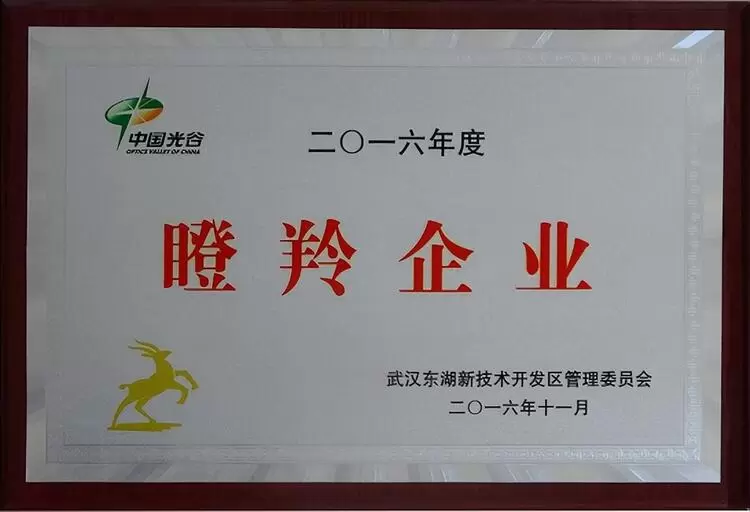 中国光谷
OPTICS VALLEY OF CHINA
二〇一六年度
瞪羚企业
武汉东湖新技术开发区管理委员会
二〇一六年十一月